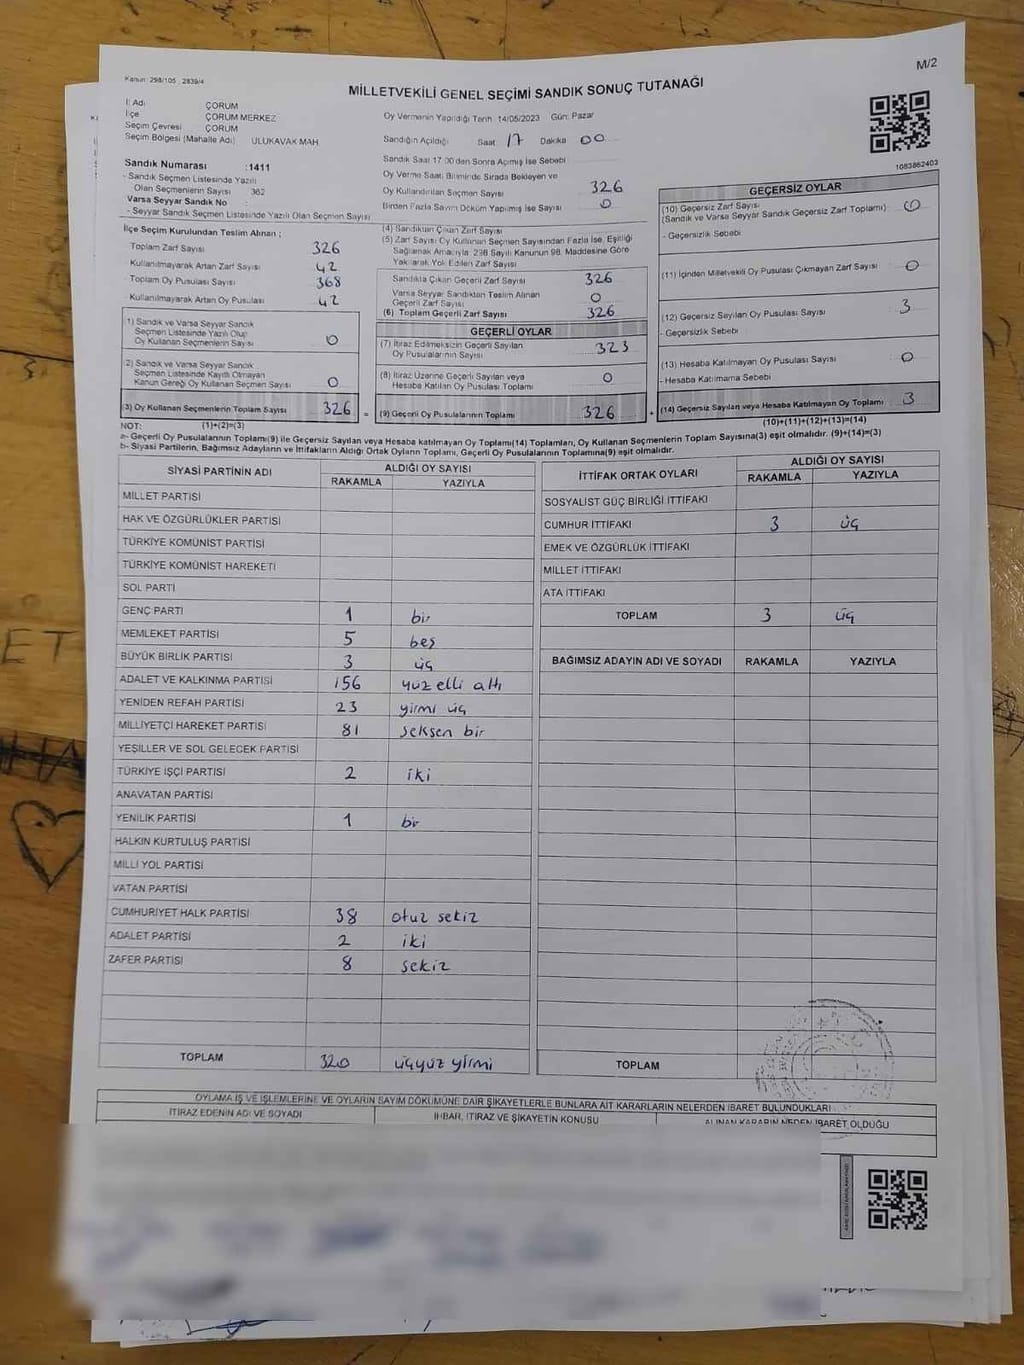 Kanun: 298/105, 2839/4
M/2
MİLLETVEKİLİ GENEL SEÇİMİ SANDIK SONUÇ TUTANAĞI
İl Adı ÇORUM
İlçe ÇORUM MERKEZ
Seçim Çevresi ÇORUM
Seçim Bölgesi (Mahalle Adı) ULUKAVAK MAH.
Oy Vermenin Yapıldığı Tarih 14/05/2023 Gün: Pazar
Sandığın Açıldığı Saat 17 Dakika 00
Sandık Saat 17:00'den Sonra Açılmış İse Sebebi
Oy Verme Saati Bitiminde Sırada Bekleyen ve
Oy Kullandırılan Seçmen Sayısı 326
Birden Fazla Sayım Döküm Yapılmış İse Sayısı 0
1083862403
Sandık Numarası :1411
- Sandık Seçmen Listesinde Yazılı
Olan Seçmenlerin Sayısı 362
Varsa Seyyar Sandık No :
- Seyyar Sandık Seçmen Listesinde Yazılı Olan Seçmen Sayısı
İlçe Seçim Kurulundan Teslim Alınan ;
Toplam Zarf Sayısı 326
- Kullanılmayarak Artan Zarf Sayısı 42
Toplam Oy Pusulası Sayısı 368
- Kullanılmayarak Artan Oy Pusulası 42
1) Sandık ve Varsa Seyyar Sandık
Seçmen Listesinde Yazılı Olup
Oy Kullanan Seçmenlerin Sayısı 0
2) Sandık ve Varsa Seyyar Sandık
Seçmen Listesinde Kayıtlı Olmayan
Kanun Gereği Oy Kullanan Seçmen Sayısı 0
(3) Oy Kullanan Seçmenlerin Toplam Sayısı 326 =
(4) Sandıktan Çıkan Zarf Sayısı
(5) Zarf Sayısı Oy Kullanan Seçmen Sayısından Fazla İse, Eşitliği
Sağlamak Amacıyla, 298 Sayılı Kanunun 98. Maddesine Göre
Yakılarak Yok Edilen Zarf Sayısı
Sandıkta Çıkan Geçerli Zarf Sayısı 326
Varsa Seyyar Sandıktan Teslim Alınan
Geçerli Zarf Sayısı 0
(6) Toplam Geçerli Zarf Sayısı 326
GEÇERLİ OYLAR
(7) İtiraz Edilmeksizin Geçerli Sayılan
Oy Pusulalarının Sayısı 323
(8) İtiraz Üzerine Geçerli Sayılan veya
Hesaba Katılan Oy Pusulası Toplamı 0
(9) Geçerli Oy Pusulalarının Toplamı 326 +
GEÇERSİZ OYLAR
(10) Geçersiz Zarf Sayısı
(Sandık ve Varsa Seyyar Sandık Geçersiz Zarf Toplamı) 0
- Geçersizlik Sebebi
(11) İçinden Milletvekili Oy Pusulası Çıkmayan Zarf Sayısı 0
(12) Geçersiz Sayılan Oy Pusulası Sayısı 3
- Geçersizlik Sebebi
(13) Hesaba Katılmayan Oy Pusulası Sayısı 0
- Hesaba Katılmama Sebebi
(14) Geçersiz Sayılan veya Hesaba Katılmayan Oy Toplamı 3
NOT: (1)+(2)=(3)
(10)+(11)+(12)+(13)=(14)
a- Geçerli Oy Pusulalarının Toplamı(9) ile Geçersiz Sayılan veya Hesaba katılmayan Oy Toplamı(14) Toplamları, Oy Kullanan Seçmenlerin Toplam Sayısına(3) eşit olmalıdır. (9)+(14)=(3)
b- Siyasi Partilerin, Bağımsız Adayların ve İttifakların Aldığı Ortak Oyların Toplamı, Geçerli Oy Pusulalarının Toplamına(9) eşit olmalıdır.
SİYASİ PARTİNİN ADI ALDIĞI OY SAYISI
RAKAMLA YAZIYLA
MİLLET PARTİSİ
HAK VE ÖZGÜRLÜKLER PARTİSİ
TÜRKİYE KOMÜNİST PARTİSİ
TÜRKİYE KOMÜNİST HAREKETİ
SOL PARTİ
GENÇ PARTİ 1 bir
MEMLEKET PARTİSİ 5 beş
BÜYÜK BİRLİK PARTİSİ 3 üç
ADALET VE KALKINMA PARTİSİ 156 yüz elli altı
YENİDEN REFAH PARTİSİ 23 yirmi üç
MİLLİYETÇİ HAREKET PARTİSİ 81 seksen bir
YEŞİLLER VE SOL GELECEK PARTİSİ
TÜRKİYE İŞÇİ PARTİSİ 2 iki
ANAVATAN PARTİSİ
YENİLİK PARTİSİ 1 bir
HALKIN KURTULUŞ PARTİSİ
MİLLİ YOL PARTİSİ
VATAN PARTİSİ
CUMHURİYET HALK PARTİSİ 38 otuz sekiz
ADALET PARTİSİ 2 iki
ZAFER PARTİSİ 8 sekiz
TOPLAM 320 üçyüz yirmi
İTTİFAK ORTAK OYLARI ALDIĞI OY SAYISI
RAKAMLA YAZIYLA
SOSYALİST GÜÇ BİRLİĞİ İTTİFAKI
CUMHUR İTTİFAKI 3 üç
EMEK VE ÖZGÜRLÜK İTTİFAKI
MİLLET İTTİFAKI
ATA İTTİFAKI
TOPLAM 3 üç
BAĞIMSIZ ADAYIN ADI VE SOYADI RAKAMLA YAZIYLA
TOPLAM
OYLAMA İŞ VE İŞLEMLERİNE VE OYLARIN SAYIM DÖKÜMÜNE DAİR ŞİKAYETLERLE BUNLARA AİT KARARLARIN NELERDEN İBARET BULUNDUKLARI
İTİRAZ EDENİN ADI VE SOYADI İHBAR, İTİRAZ VE ŞİKAYETİN KONUSU ALINAN KARARIN NEDEN İBARET OLDUĞU